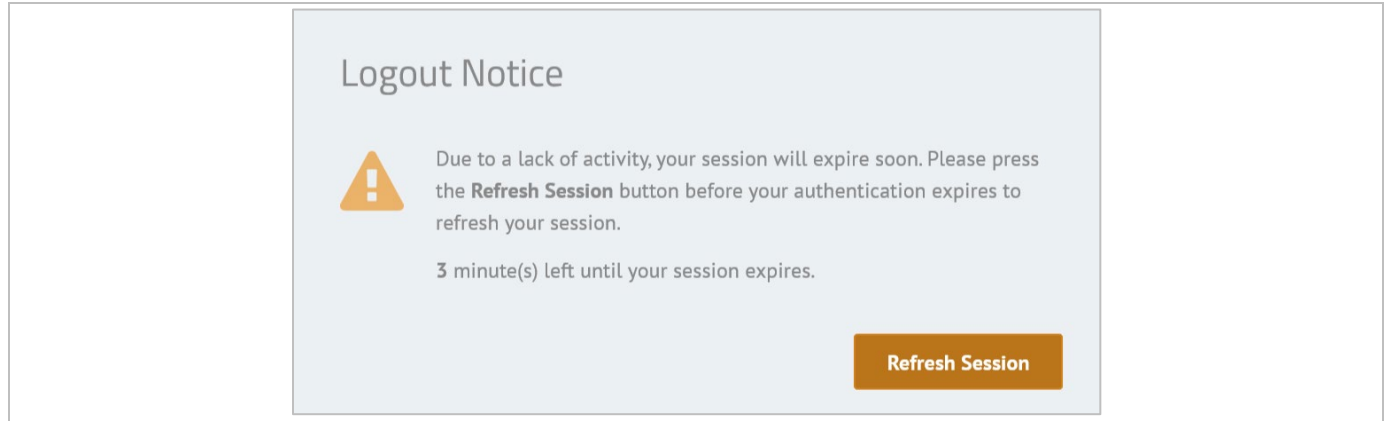 Logout Notice
Due to a lack of activity, your session will expire soon. Please press
the Refresh Session button before your authentication expires to
refresh your session.
3 minute(s) left until your session expires.
Refresh Session